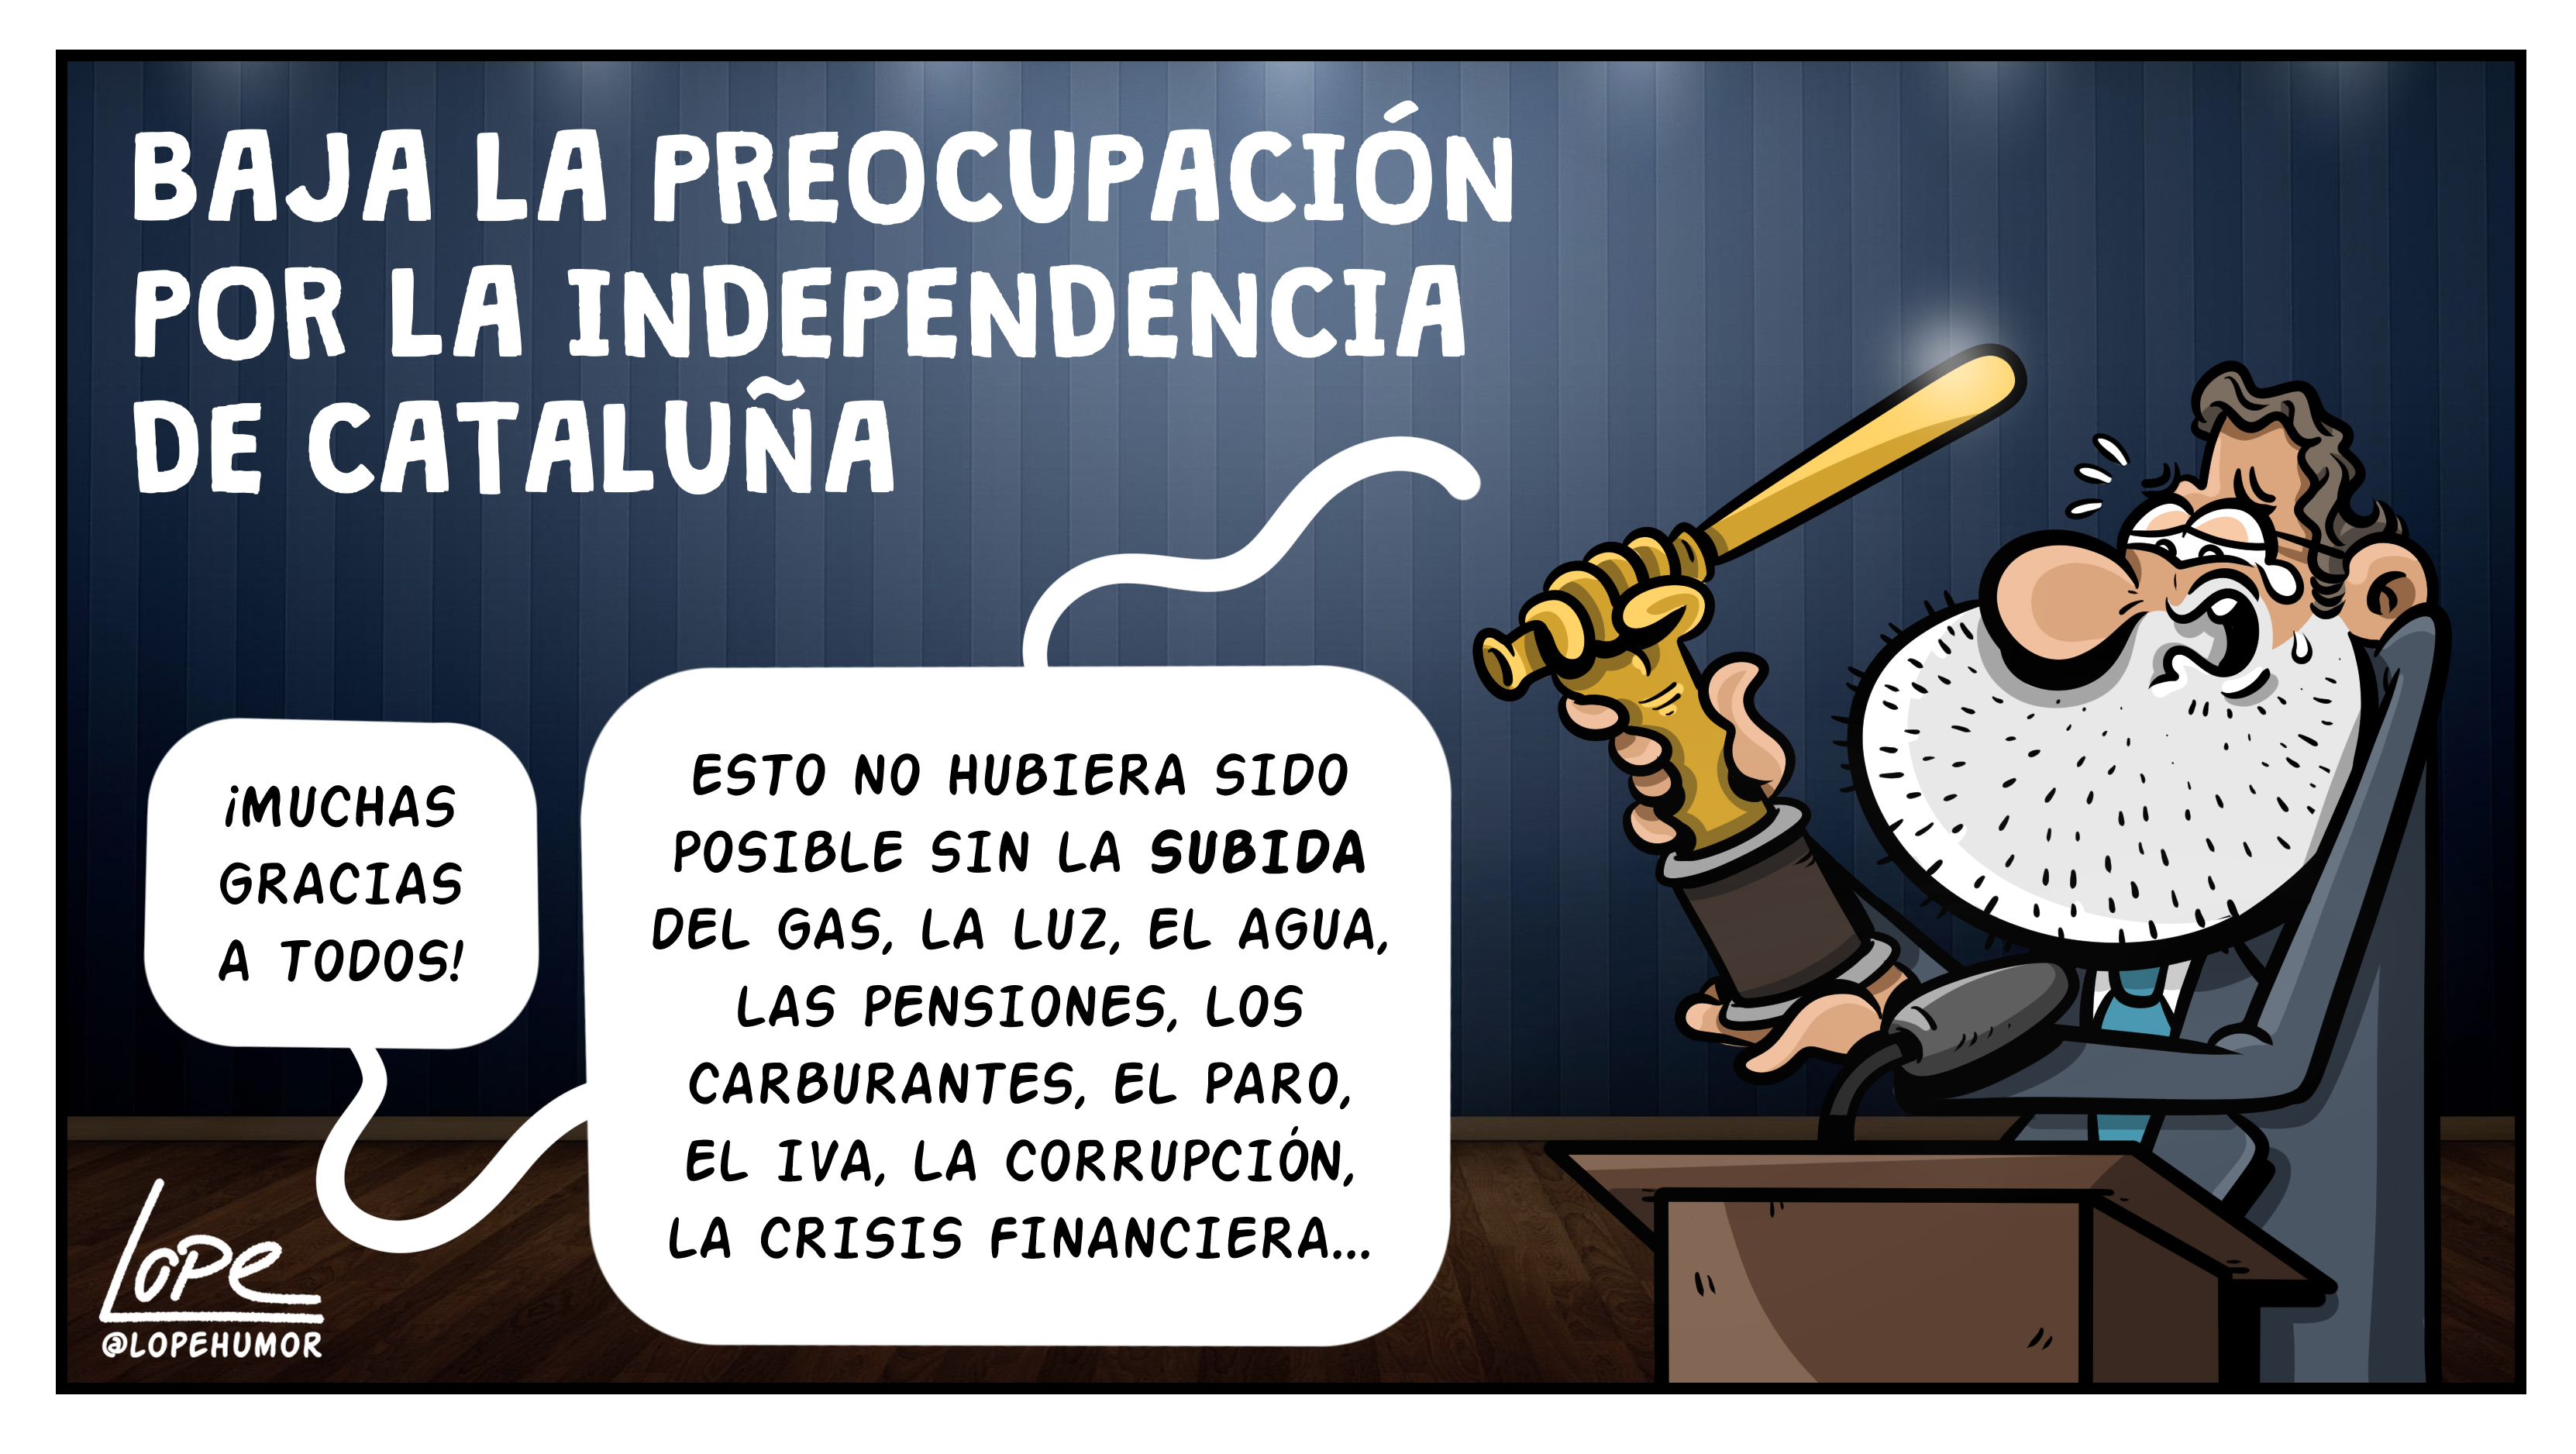 BAJA LA PREOCUPACIÓN
POR LA INDEPENDENCIA
DE CATALUÑA
ESTO NO HUBIERA SIDO
POSIBLE SIN LA SUBIDA
DEL GAS, LA LUZ, EL AGUA,
LAS PENSIONES, LOS
CARBURANTES, EL PARO,
EL IVA, LA CORRUPCIÓN,
LA CRISIS FINANCIERA...
¡MUCHAS
GRACIAS
A TODOS!
LOPE
@LOPEHUMOR